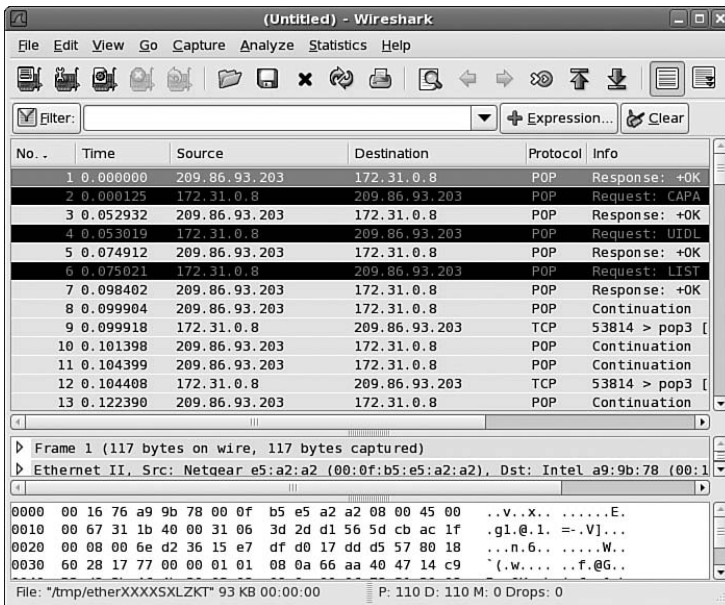 (Untitled) - Wireshark
File Edit View Go Capture Analyze Statistics Help
Filter: Expression... Clear
No. . Time Source Destination Protocol Info
1 0.000000 209.86.93.203 172.31.0.8 POP Response: +OK
2 0.000125 172.31.0.8 209.86.93.203 POP Request: CAPA
3 0.052932 209.86.93.203 172.31.0.8 POP Response: +OK
4 0.053019 172.31.0.8 209.86.93.203 POP Request: UIDL
5 0.074912 209.86.93.203 172.31.0.8 POP Response: +OK
6 0.075021 172.31.0.8 209.86.93.203 POP Request: LIST
7 0.098402 209.86.93.203 172.31.0.8 POP Response: +OK
8 0.099904 209.86.93.203 172.31.0.8 POP Continuation
9 0.099918 172.31.0.8 209.86.93.203 TCP 53814 > pop3 [
10 0.101398 209.86.93.203 172.31.0.8 POP Continuation
11 0.104399 209.86.93.203 172.31.0.8 POP Continuation
12 0.104408 172.31.0.8 209.86.93.203 TCP 53814 > pop3 [
13 0.122390 209.86.93.203 172.31.0.8 POP Continuation
Frame 1 (117 bytes on wire, 117 bytes captured)
Ethernet II, Src: Netgear e5:a2:a2 (00:0f:b5:e5:a2:a2), Dst: Intel a9:9b:78 (00:1
0000 00 16 76 a9 9b 78 00 0f b5 e5 a2 a2 08 00 45 00 ..v..x.. ......E.
0010 00 67 31 1b 40 00 31 06 3d 2d d1 56 5d cb ac 1f .g1.@.1. =-.V]...
0020 00 08 00 6e d2 36 15 e7 df d0 17 dd d5 57 80 18 ...n.6.. .....W..
0030 60 28 17 77 00 00 01 01 08 0a 66 aa 40 47 14 c9 `(.w.... ..f.@G..
File: "/tmp/etherXXXXSXLZKT" 93 KB 00:00:00 P: 110 D: 110 M: 0 Drops: 0